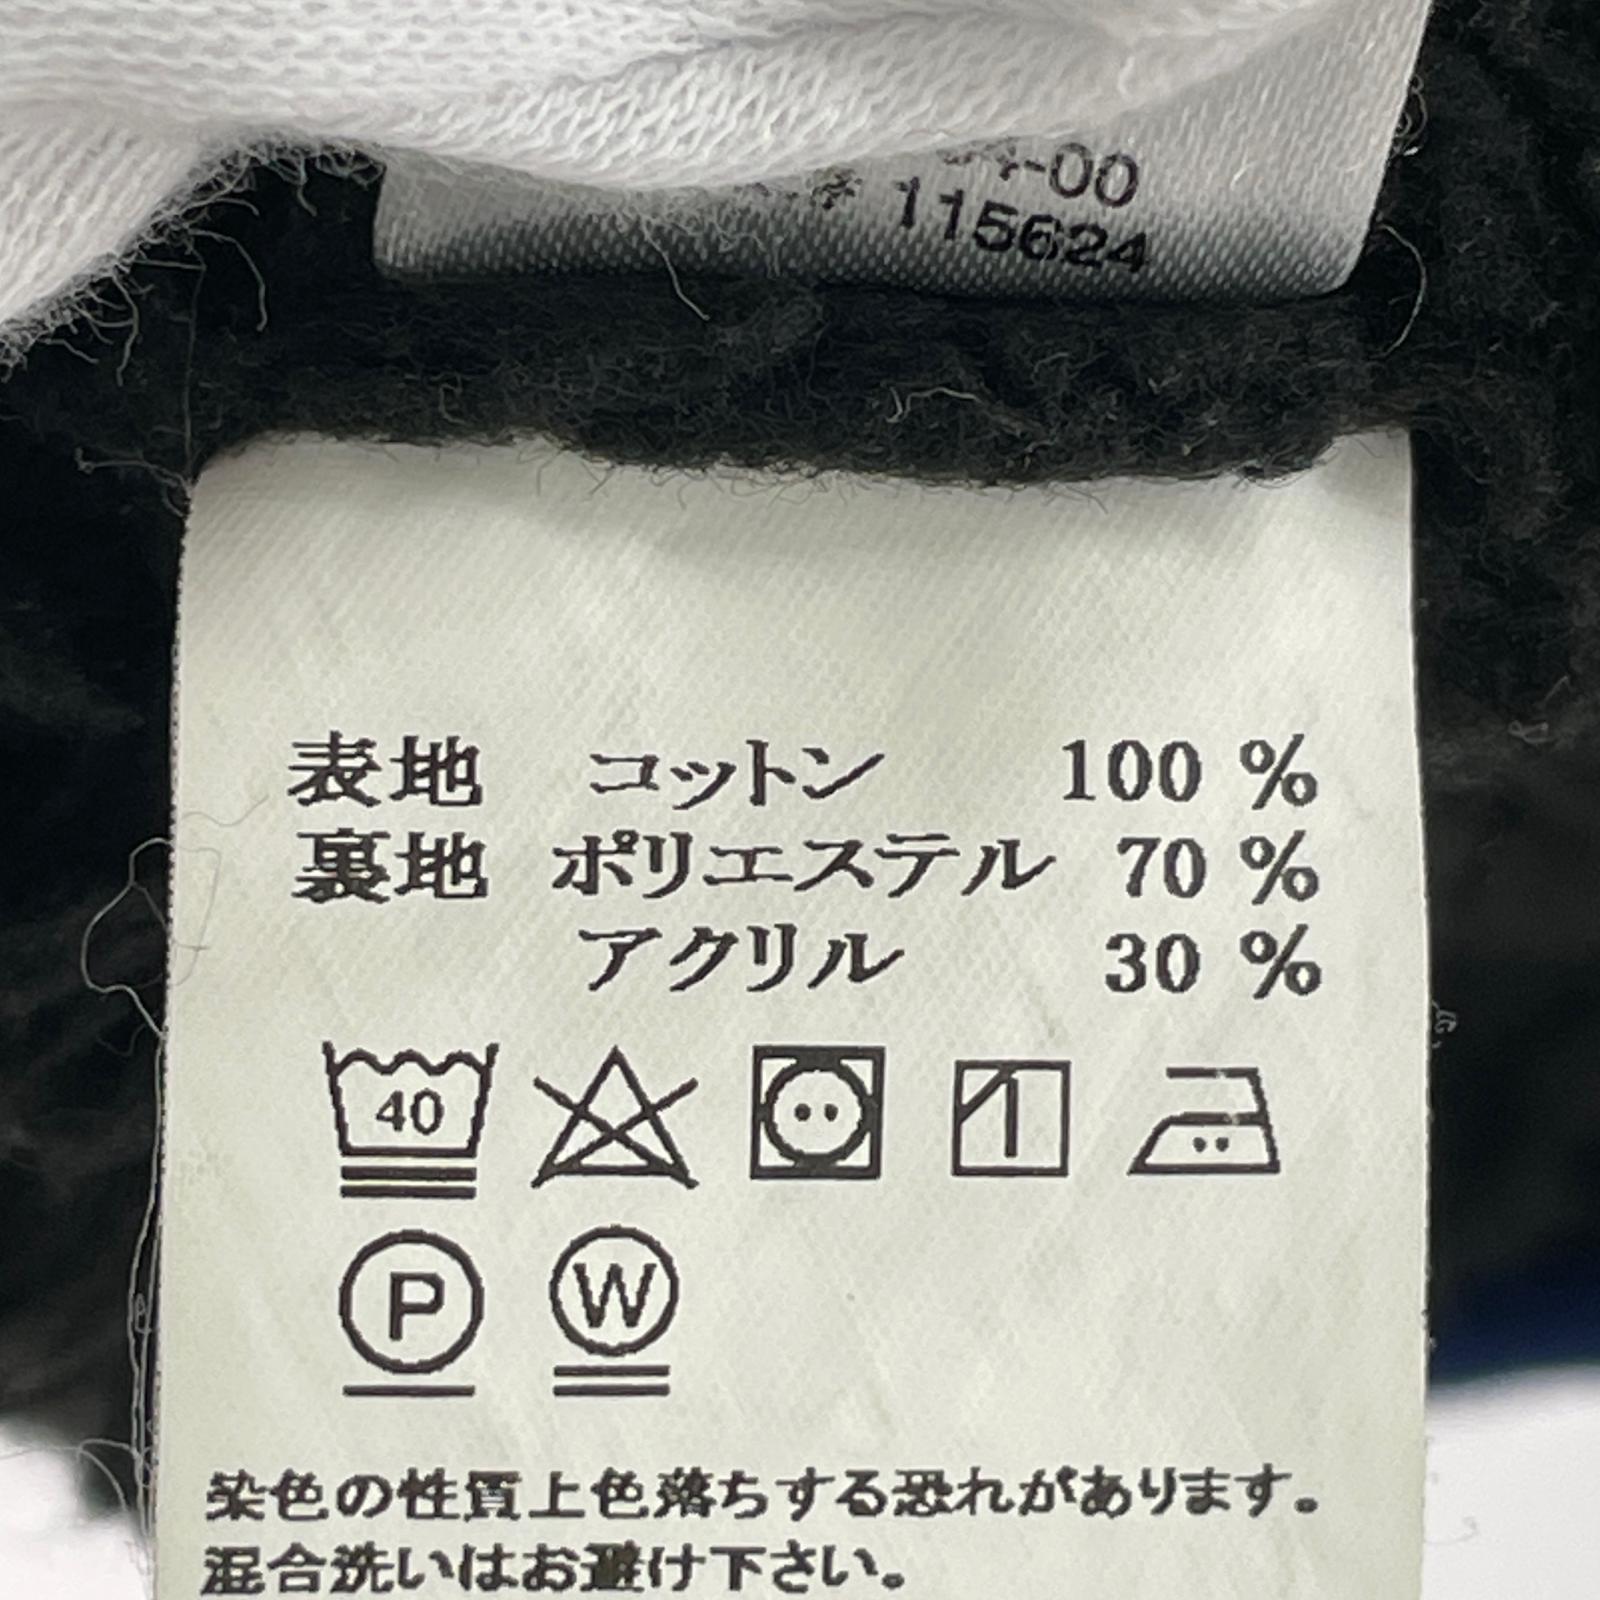 -00
115624
表地 コットン 100 %
裏地 ポリエステル 70 %
アクリル 30 %
40
P W
染色の性質上色落ちする恐れがあります。
混合洗いはお避け下さい。